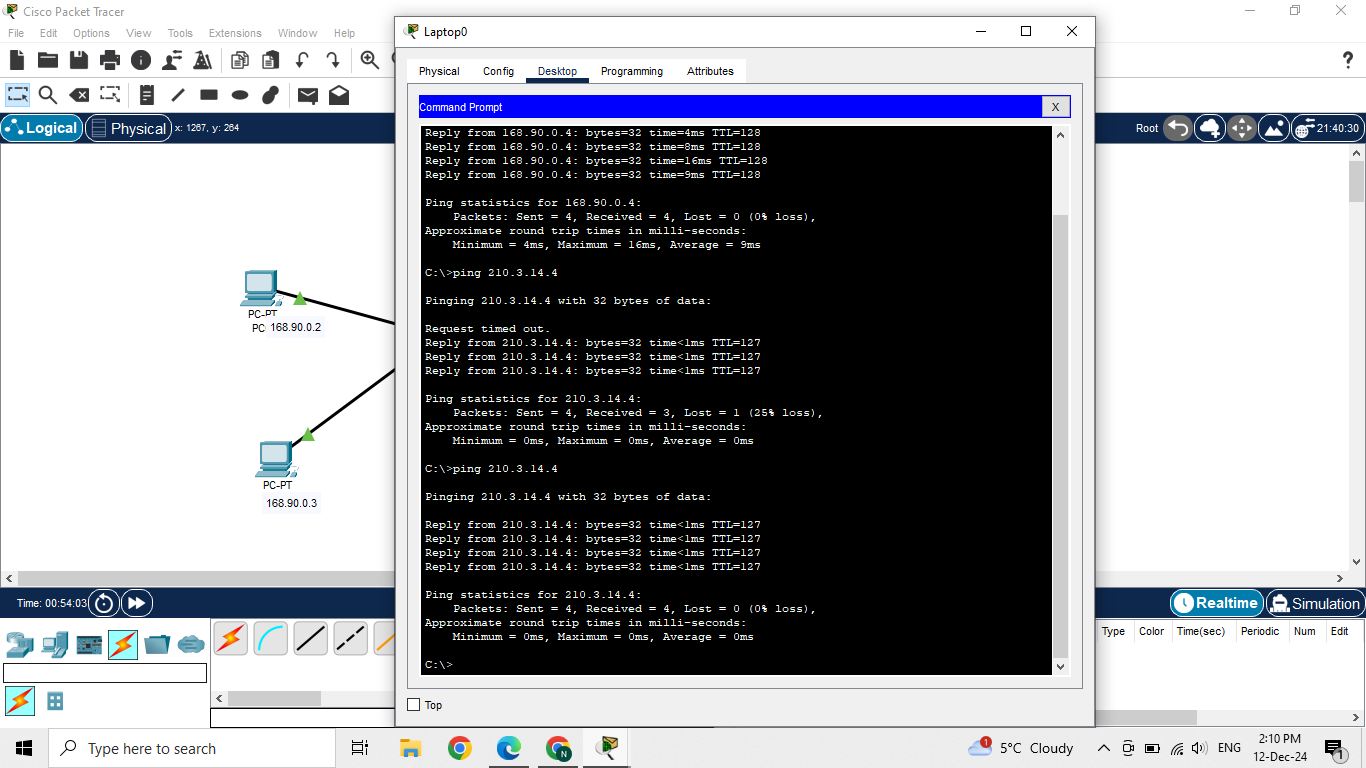 Cisco Packet Tracer
File Edit Options View Tools Extensions Window Help
Logical Physical x: 1267, y: 264
Root 21:40:30
PC-PT
PC 168.90.0.2
PC-PT
168.90.0.3
Laptop0
Physical Config Desktop Programming Attributes
Command Prompt X
Reply from 168.90.0.4: bytes=32 time=4ms TTL=128
Reply from 168.90.0.4: bytes=32 time=8ms TTL=128
Reply from 168.90.0.4: bytes=32 time=16ms TTL=128
Reply from 168.90.0.4: bytes=32 time=9ms TTL=128
Ping statistics for 168.90.0.4:
Packets: Sent = 4, Received = 4, Lost = 0 (0% loss),
Approximate round trip times in milli-seconds:
Minimum = 4ms, Maximum = 16ms, Average = 9ms
C:\>ping 210.3.14.4
Pinging 210.3.14.4 with 32 bytes of data:
Request timed out.
Reply from 210.3.14.4: bytes=32 time<1ms TTL=127
Reply from 210.3.14.4: bytes=32 time<1ms TTL=127
Reply from 210.3.14.4: bytes=32 time<1ms TTL=127
Ping statistics for 210.3.14.4:
Packets: Sent = 4, Received = 3, Lost = 1 (25% loss),
Approximate round trip times in milli-seconds:
Minimum = 0ms, Maximum = 0ms, Average = 0ms
C:\>ping 210.3.14.4
Pinging 210.3.14.4 with 32 bytes of data:
Reply from 210.3.14.4: bytes=32 time<1ms TTL=127
Reply from 210.3.14.4: bytes=32 time<1ms TTL=127
Reply from 210.3.14.4: bytes=32 time<1ms TTL=127
Reply from 210.3.14.4: bytes=32 time<1ms TTL=127
Ping statistics for 210.3.14.4:
Packets: Sent = 4, Received = 4, Lost = 0 (0% loss),
Approximate round trip times in milli-seconds:
Minimum = 0ms, Maximum = 0ms, Average = 0ms
C:\>
Top
Time: 00:54:03
Realtime Simulation
Type Color Time(sec) Periodic Num Edit
Type here to search
N
1 5°C Cloudy
ENG
2:10 PM
12-Dec-24
1